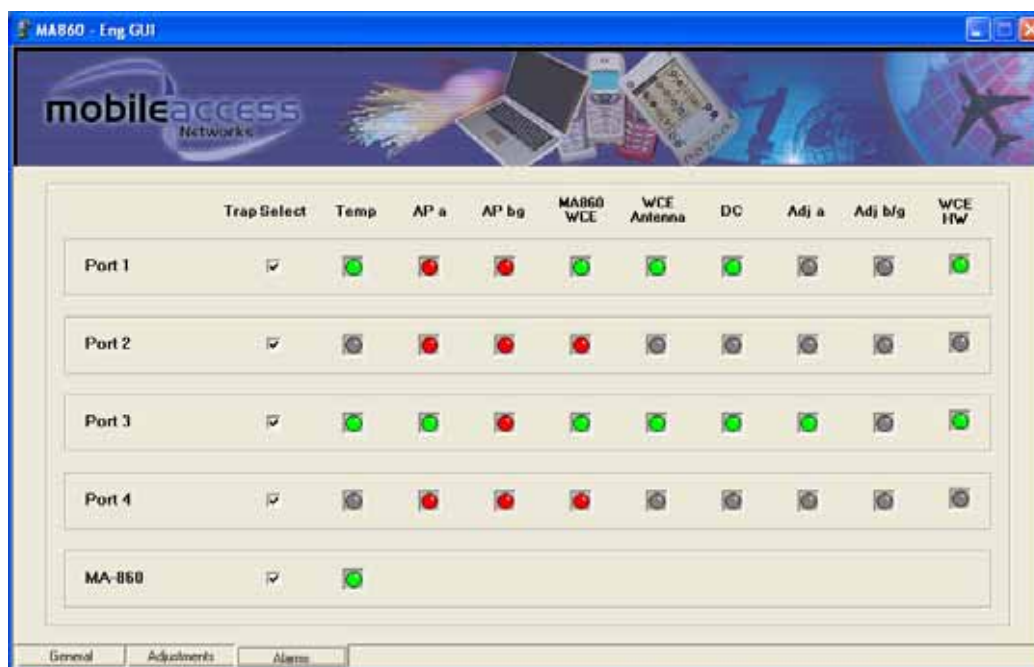 MA860 - Eng GUI
mobileaccess
Networks
Trap Select Temp AP a AP bg MA860 WCE WCE Antenna DC Adj a Adj b/g WCE HW
Port 1
Port 2
Port 3
Port 4
MA-860
General Adjustments Alarms